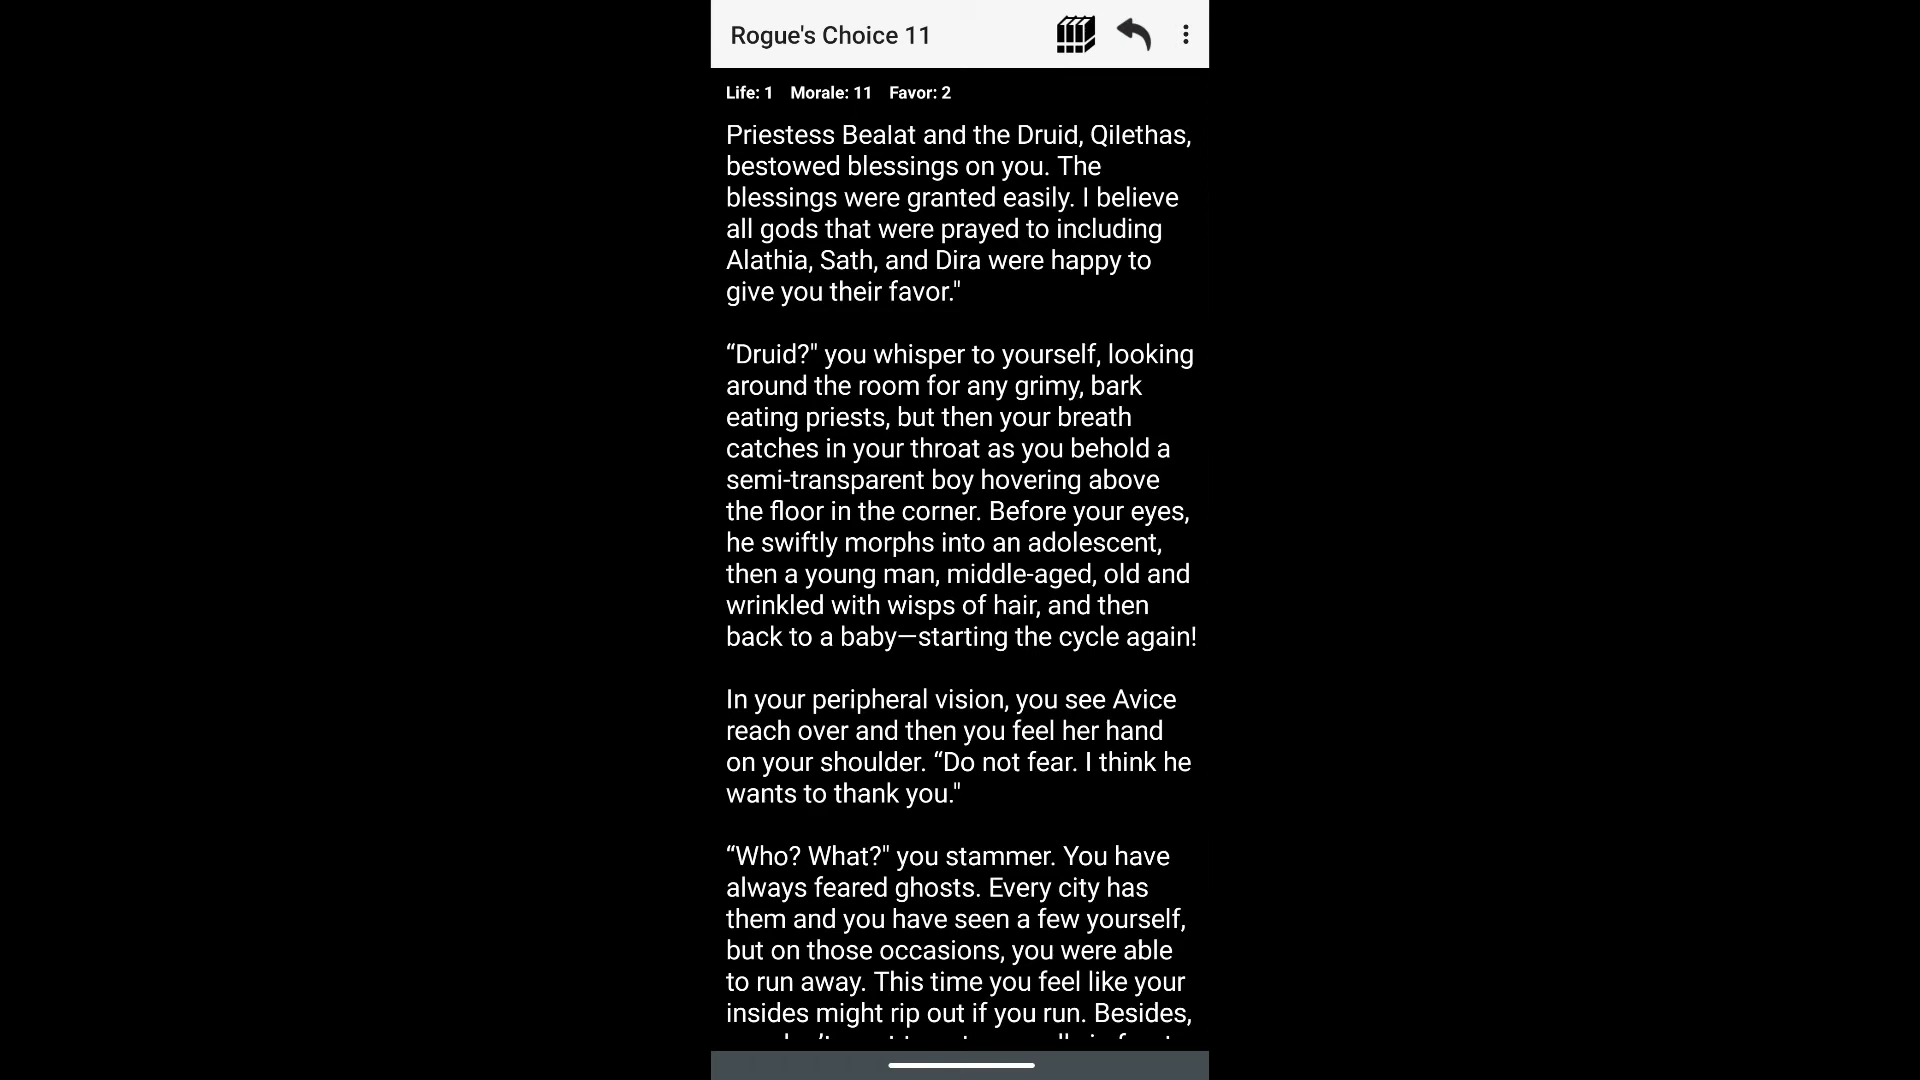 Rogue's Choice 11
Life: 1 Morale: 11 Favor: 2
Priestess Bealat and the Druid, Qilethas,
bestowed blessings on you. The
blessings were granted easily. I believe
all gods that were prayed to including
Alathia, Sath, and Dira were happy to
give you their favor."
“Druid?" you whisper to yourself, looking
around the room for any grimy, bark
eating priests, but then your breath
catches in your throat as you behold a
semi-transparent boy hovering above
the floor in the corner. Before your eyes,
he swiftly morphs into an adolescent,
then a young man, middle-aged, old and
wrinkled with wisps of hair, and then
back to a baby—starting the cycle again!
In your peripheral vision, you see Avice
reach over and then you feel her hand
on your shoulder. “Do not fear. I think he
wants to thank you."
“Who? What?" you stammer. You have
always feared ghosts. Every city has
them and you have seen a few yourself,
but on those occasions, you were able
to run away. This time you feel like your
insides might rip out if you run. Besides,